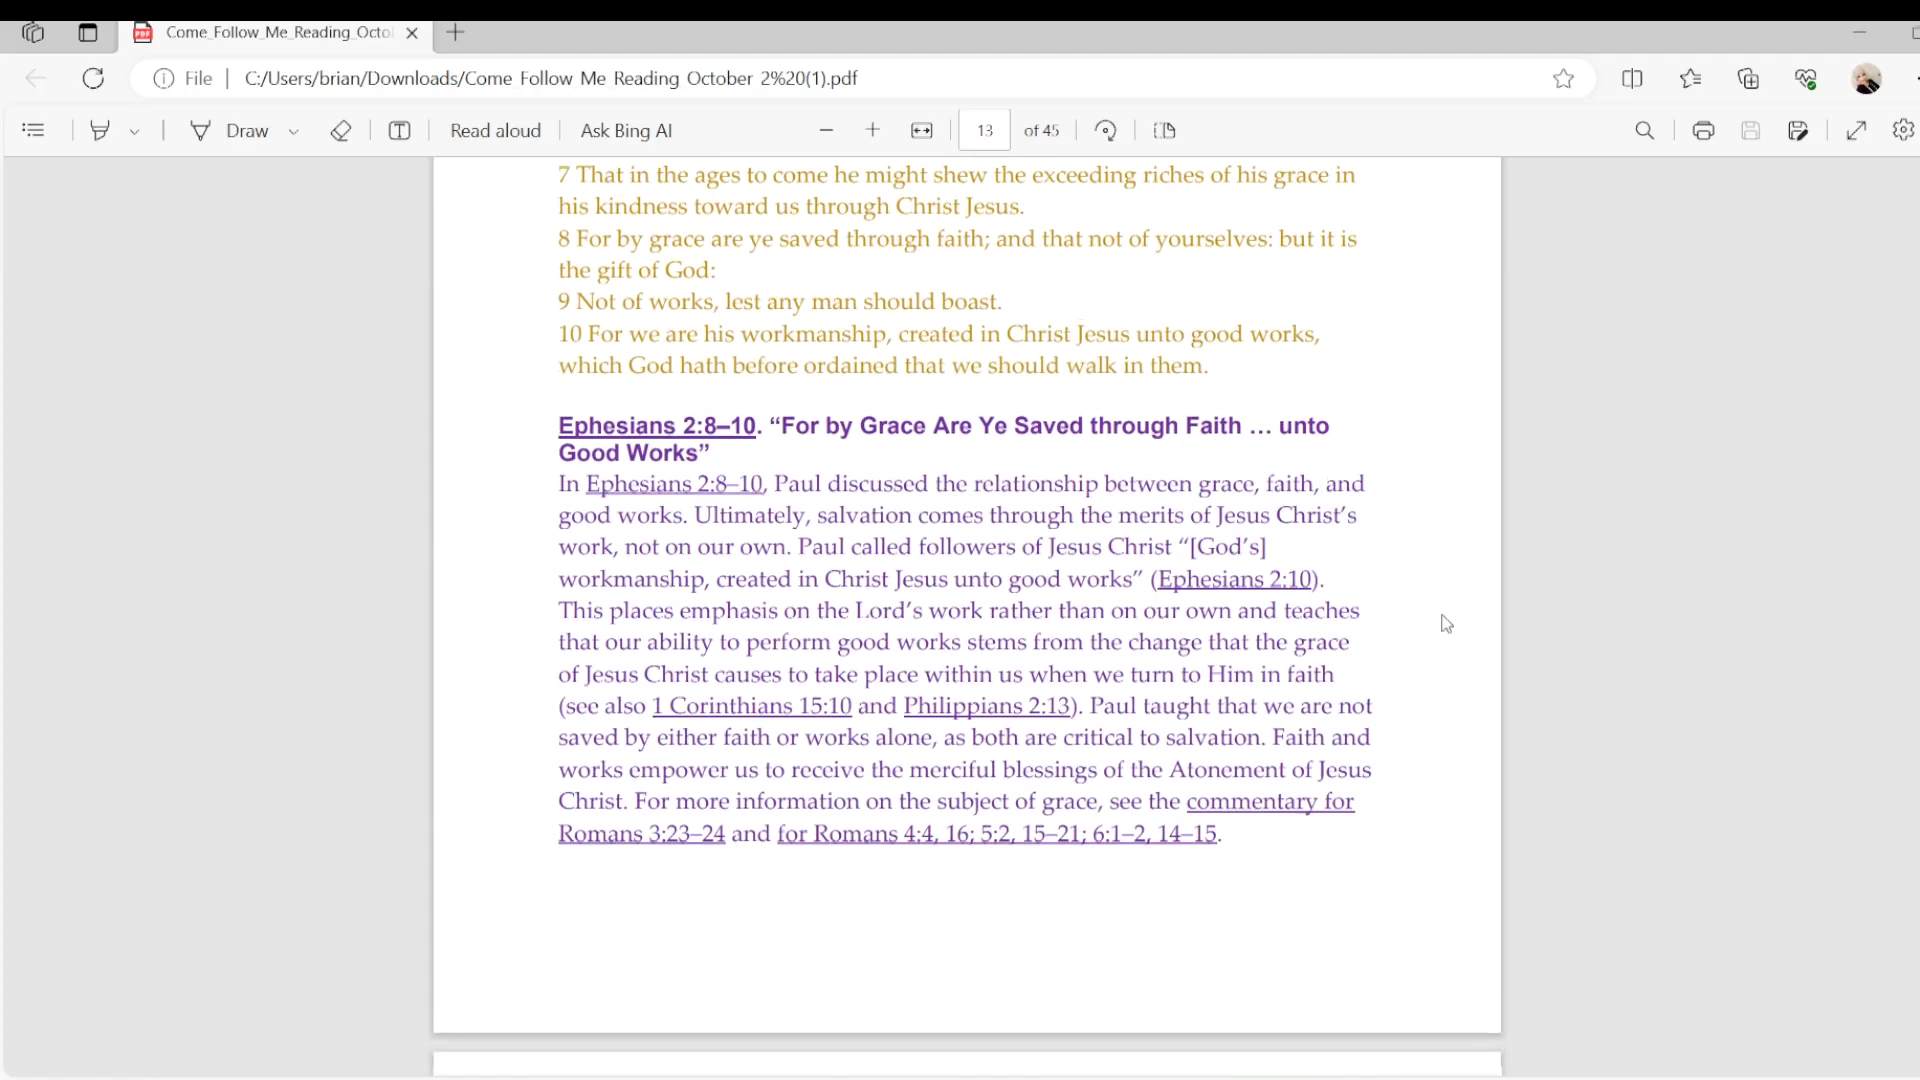 Come_Follow_Me_Reading_Octo
File | C:/Users/brian/Downloads/Come Follow Me Reading October 2%20(1).pdf
Draw Read aloud Ask Bing AI 13 of 45
7 That in the ages to come he might shew the exceeding riches of his grace in
his kindness toward us through Christ Jesus.
8 For by grace are ye saved through faith; and that not of yourselves: but it is
the gift of God:
9 Not of works, lest any man should boast.
10 For we are his workmanship, created in Christ Jesus unto good works,
which God hath before ordained that we should walk in them.
Ephesians 2:8–10. “For by Grace Are Ye Saved through Faith … unto
Good Works”
In Ephesians 2:8–10, Paul discussed the relationship between grace, faith, and
good works. Ultimately, salvation comes through the merits of Jesus Christ’s
work, not on our own. Paul called followers of Jesus Christ “[God’s]
workmanship, created in Christ Jesus unto good works” (Ephesians 2:10).
This places emphasis on the Lord’s work rather than on our own and teaches
that our ability to perform good works stems from the change that the grace
of Jesus Christ causes to take place within us when we turn to Him in faith
(see also 1 Corinthians 15:10 and Philippians 2:13). Paul taught that we are not
saved by either faith or works alone, as both are critical to salvation. Faith and
works empower us to receive the merciful blessings of the Atonement of Jesus
Christ. For more information on the subject of grace, see the commentary for
Romans 3:23–24 and for Romans 4:4, 16; 5:2, 15–21; 6:1–2, 14–15.